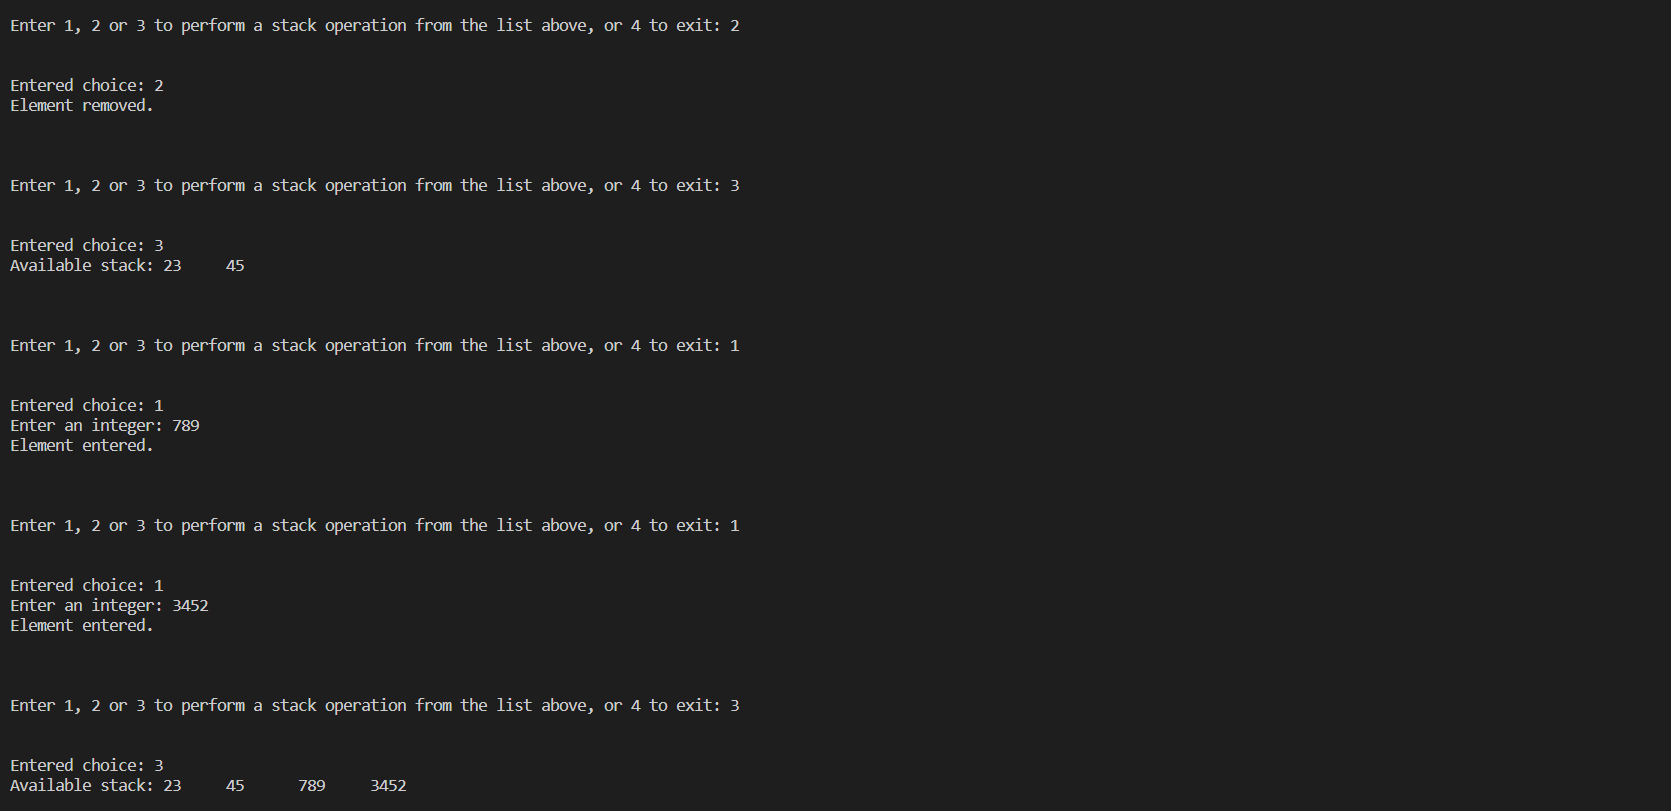 Enter 1, 2 or 3 to perform a stack operation from the list above, or 4 to exit: 2
Entered choice: 2
Element removed.
Enter 1, 2 or 3 to perform a stack operation from the list above, or 4 to exit: 3
Entered choice: 3
Available stack: 23     45
Enter 1, 2 or 3 to perform a stack operation from the list above, or 4 to exit: 1
Entered choice: 1
Enter an integer: 789
Element entered.
Enter 1, 2 or 3 to perform a stack operation from the list above, or 4 to exit: 1
Entered choice: 1
Enter an integer: 3452
Element entered.
Enter 1, 2 or 3 to perform a stack operation from the list above, or 4 to exit: 3
Entered choice: 3
Available stack: 23     45      789     3452